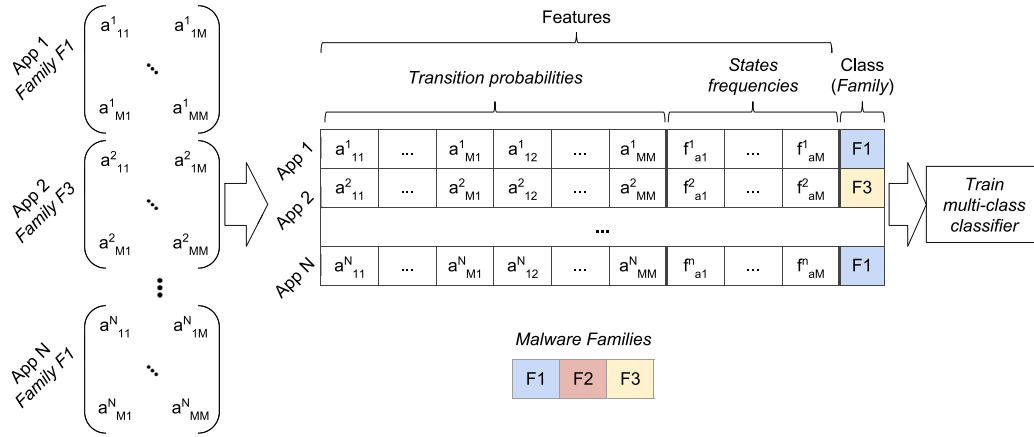 App 1
Family F1
a¹₁₁ a¹₁M
a¹M₁ a¹MM
App 2
Family F3
a²₁₁ a²₁M
a²M₁ a²MM
App N
Family F1
aᴺ₁₁ aᴺ₁M
aᴺM₁ aᴺMM
Features
Transition probabilities
States
frequencies
Class
(Family)
App 1 a¹₁₁ ... a¹M₁ a¹₁₂ ... a¹MM f¹a₁ ... f¹aM F1
App 2 a²₁₁ ... a²M₁ a²₁₂ ... a²MM f²a₁ ... f²aM F3
...
App N aᴺ₁₁ ... aᴺM₁ aᴺ₁₂ ... aᴺMM fⁿa₁ ... fⁿaM F1
Train
multi-class
classifier
Malware Families
F1 F2 F3